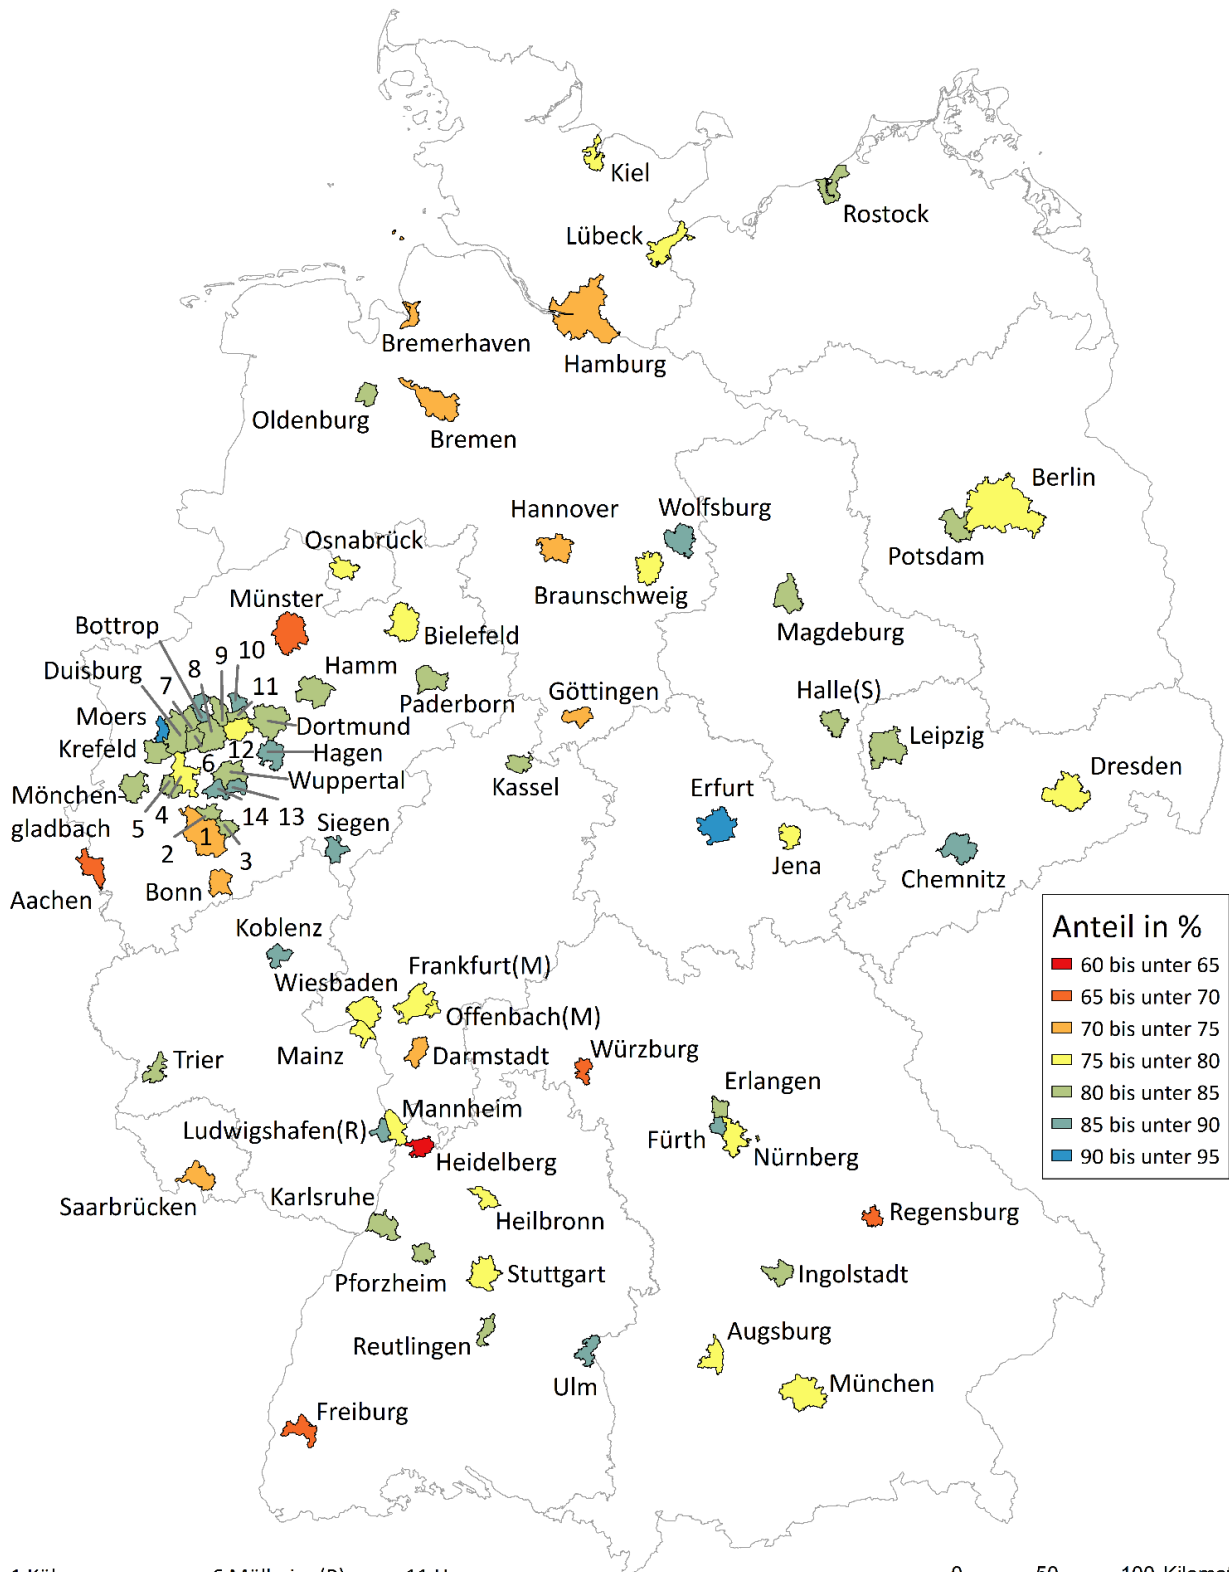 Kiel
Rostock
Lübeck
Bremerhaven
Hamburg
Oldenburg
Bremen
Berlin
Hannover
Wolfsburg
Potsdam
Osnabrück
Braunschweig
Münster
Bielefeld
Magdeburg
Bottrop
10
9
8
Duisburg
7
11
Hamm
Paderborn
Göttingen
Halle(S)
Moers
Dortmund
Leipzig
Krefeld
6
12
Hagen
Wuppertal
Kassel
Dresden
Mönchen-
gladbach
Erfurt
5
4
14
13
Siegen
2
1
3
Jena
Chemnitz
Aachen
Bonn
Koblenz
Anteil in %
60 bis unter 65
65 bis unter 70
70 bis unter 75
75 bis unter 80
80 bis unter 85
85 bis unter 90
90 bis unter 95
Frankfurt(M)
Wiesbaden
Offenbach(M)
Mainz
Darmstadt
Würzburg
Trier
Erlangen
Mannheim
Ludwigshafen(R)
Fürth
Nürnberg
Heidelberg
Saarbrücken
Karlsruhe
Heilbronn
Regensburg
Pforzheim
Stuttgart
Ingolstadt
Reutlingen
Augsburg
Ulm
München
Freiburg
0 50 100